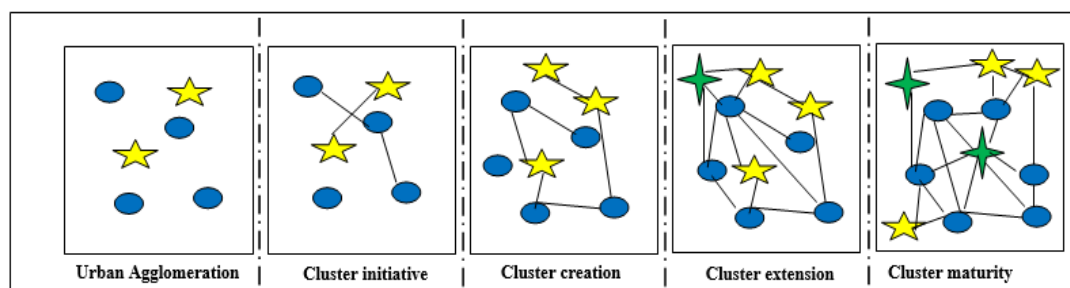 Urban Agglomeration
Cluster initiative
Cluster creation
Cluster extension
Cluster maturity